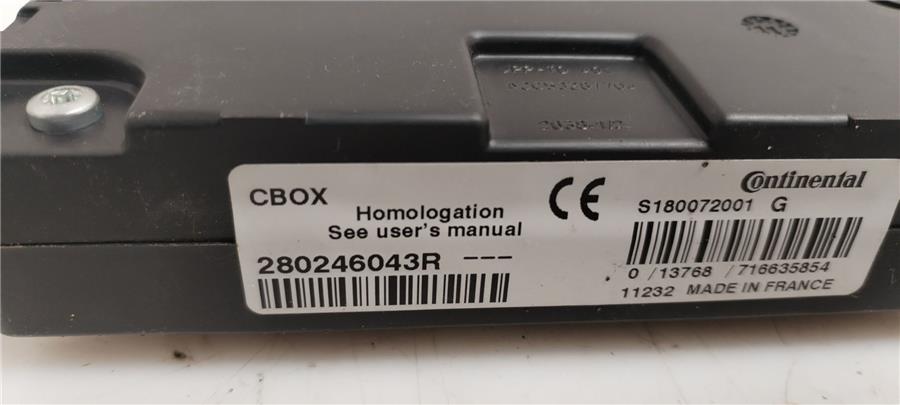 CBOX
Homologation
See user's manual
280246043R ---
CE
Continental
S180072001 G
0 /13768 /716635854
11232 MADE IN FRANCE